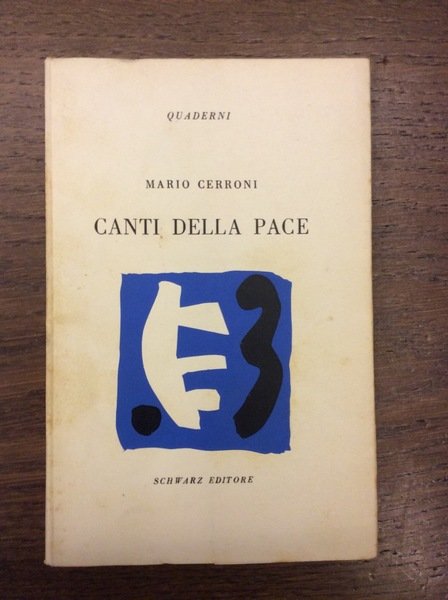 QUADERNI
MARIO CERRONI
CANTI DELLA PACE
SCHWARZ EDITORE